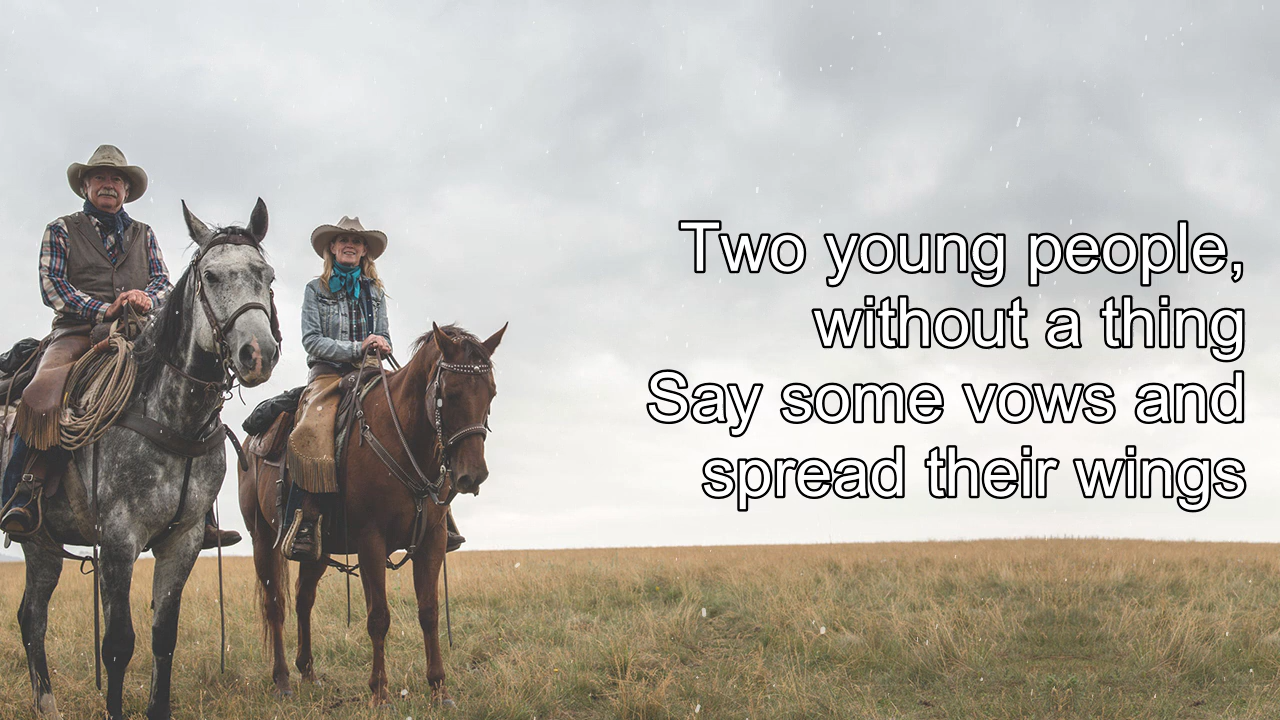 Two young people,
without a thing
Say some vows and
spread their wings